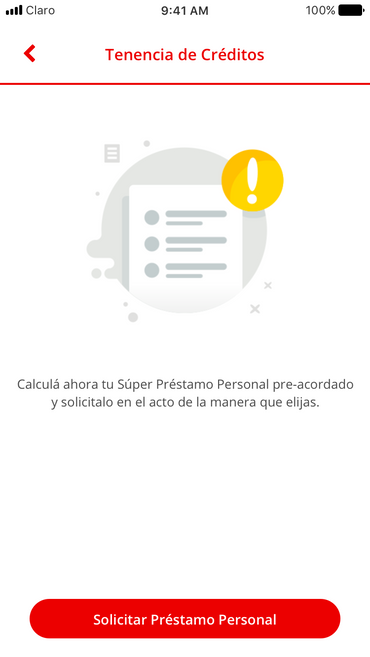 Claro 9:41 AM 100%
Tenencia de Créditos
Calculá ahora tu Súper Préstamo Personal pre-acordado
y solicitalo en el acto de la manera que elijas.
Solicitar Préstamo Personal